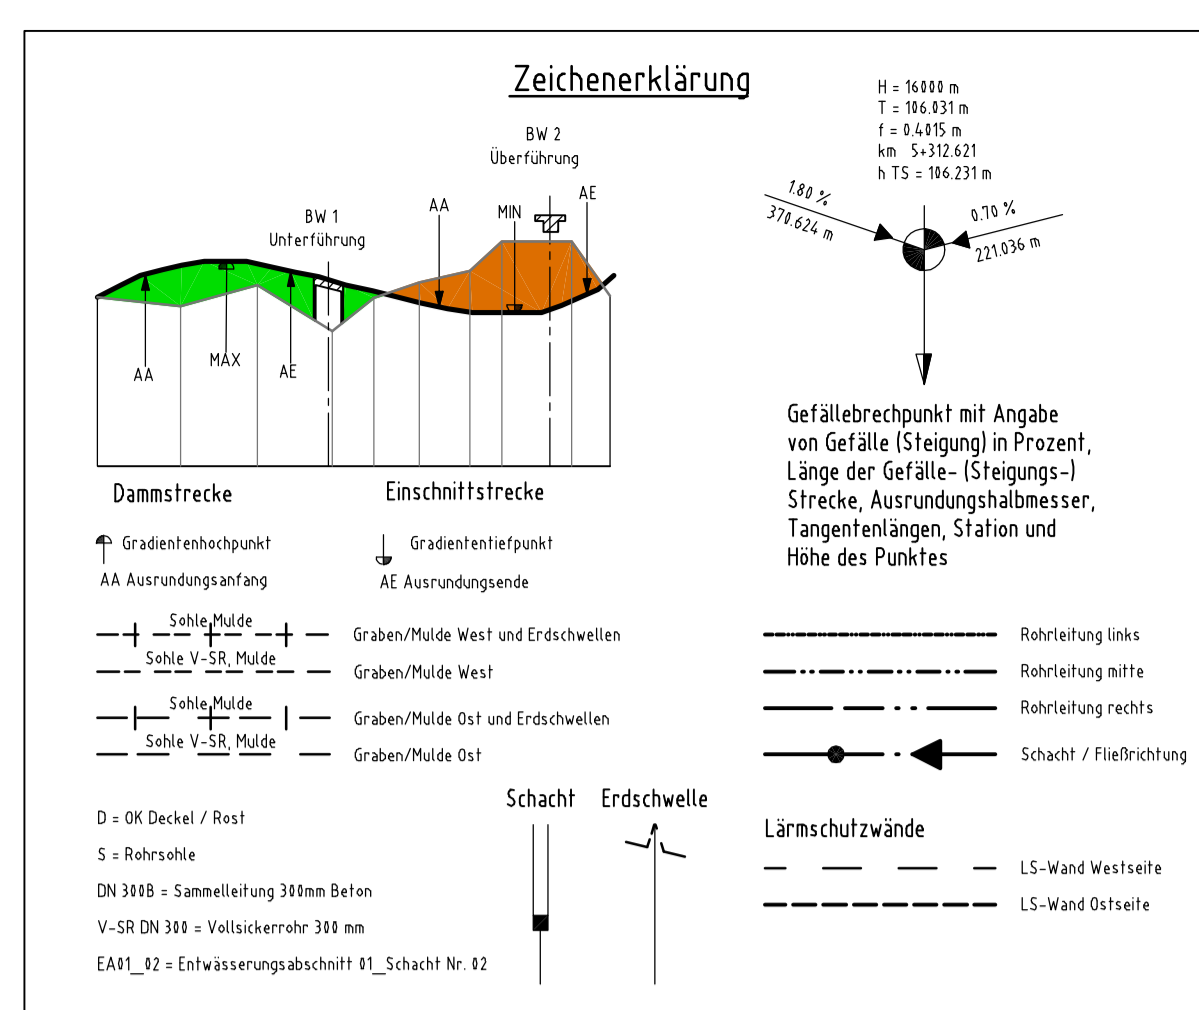 Zeichenerklärung
H = 16000 m
T = 106.031 m
f = 0.4015 m
km 5+312.621
h TS = 106.231 m
1.80 %
370.624 m
0.70 %
221.036 m
BW 2
Überführung
BW 1
Unterführung
AA
MIN
AE
AA
MAX
AE
Dammstrecke
Einschnittstrecke
Gefällebrechpunkt mit Angabe
von Gefälle (Steigung) in Prozent,
Länge der Gefälle- (Steigungs-)
Strecke, Ausrundungshalbmesser,
Tangentenlängen, Station und
Höhe des Punktes
Gradientenhochpunkt
Gradiententiefpunkt
AA Ausrundungsanfang
AE Ausrundungsende
Sohle Mulde
Graben/Mulde West und Erdschwellen
Sohle V-SR, Mulde
Graben/Mulde West
Sohle Mulde
Graben/Mulde Ost und Erdschwellen
Sohle V-SR, Mulde
Graben/Mulde Ost
Rohrleitung links
Rohrleitung mitte
Rohrleitung rechts
Schacht / Fließrichtung
D = OK Deckel / Rost
S = Rohrsohle
DN 300B = Sammelleitung 300mm Beton
V-SR DN 300 = Vollsickerrohr 300 mm
EA01_02 = Entwässerungsabschnitt 01_Schacht Nr. 02
Schacht
Erdschwelle
Lärmschutzwände
LS-Wand Westseite
LS-Wand Ostseite